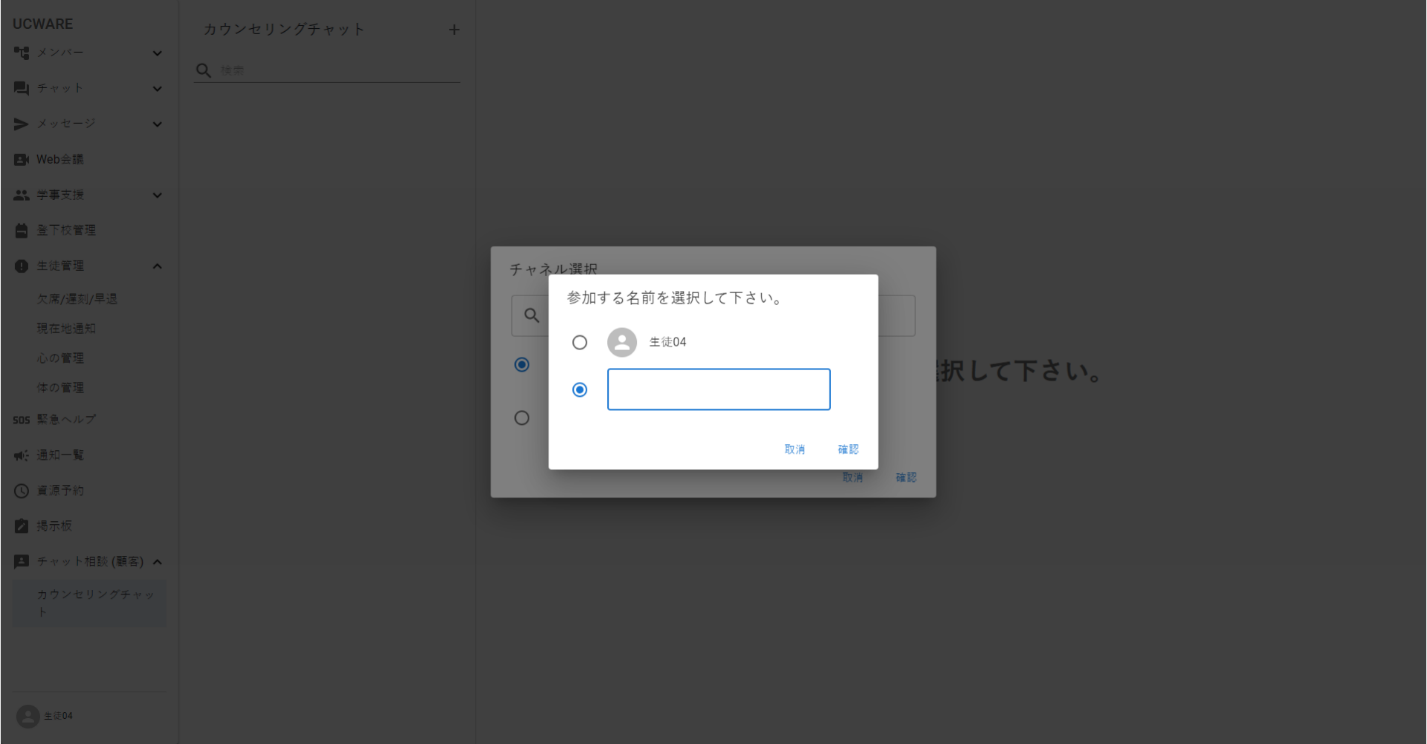 UCWARE
メンバー
チャット
メッセージ
Web会議
学事支援
登下校管理
生徒管理
欠席/遅刻/早退
現在地通知
心の管理
体の管理
SOS 緊急ヘルプ
通知一覧
資源予約
掲示板
チャット相談 (顧客)
カウンセリングチャッ
ト
生徒04
カウンセリングチャット
検索
チャネル選択
参加する名前を選択して下さい。
生徒04
取消 確認
取消 確認
択して下さい。